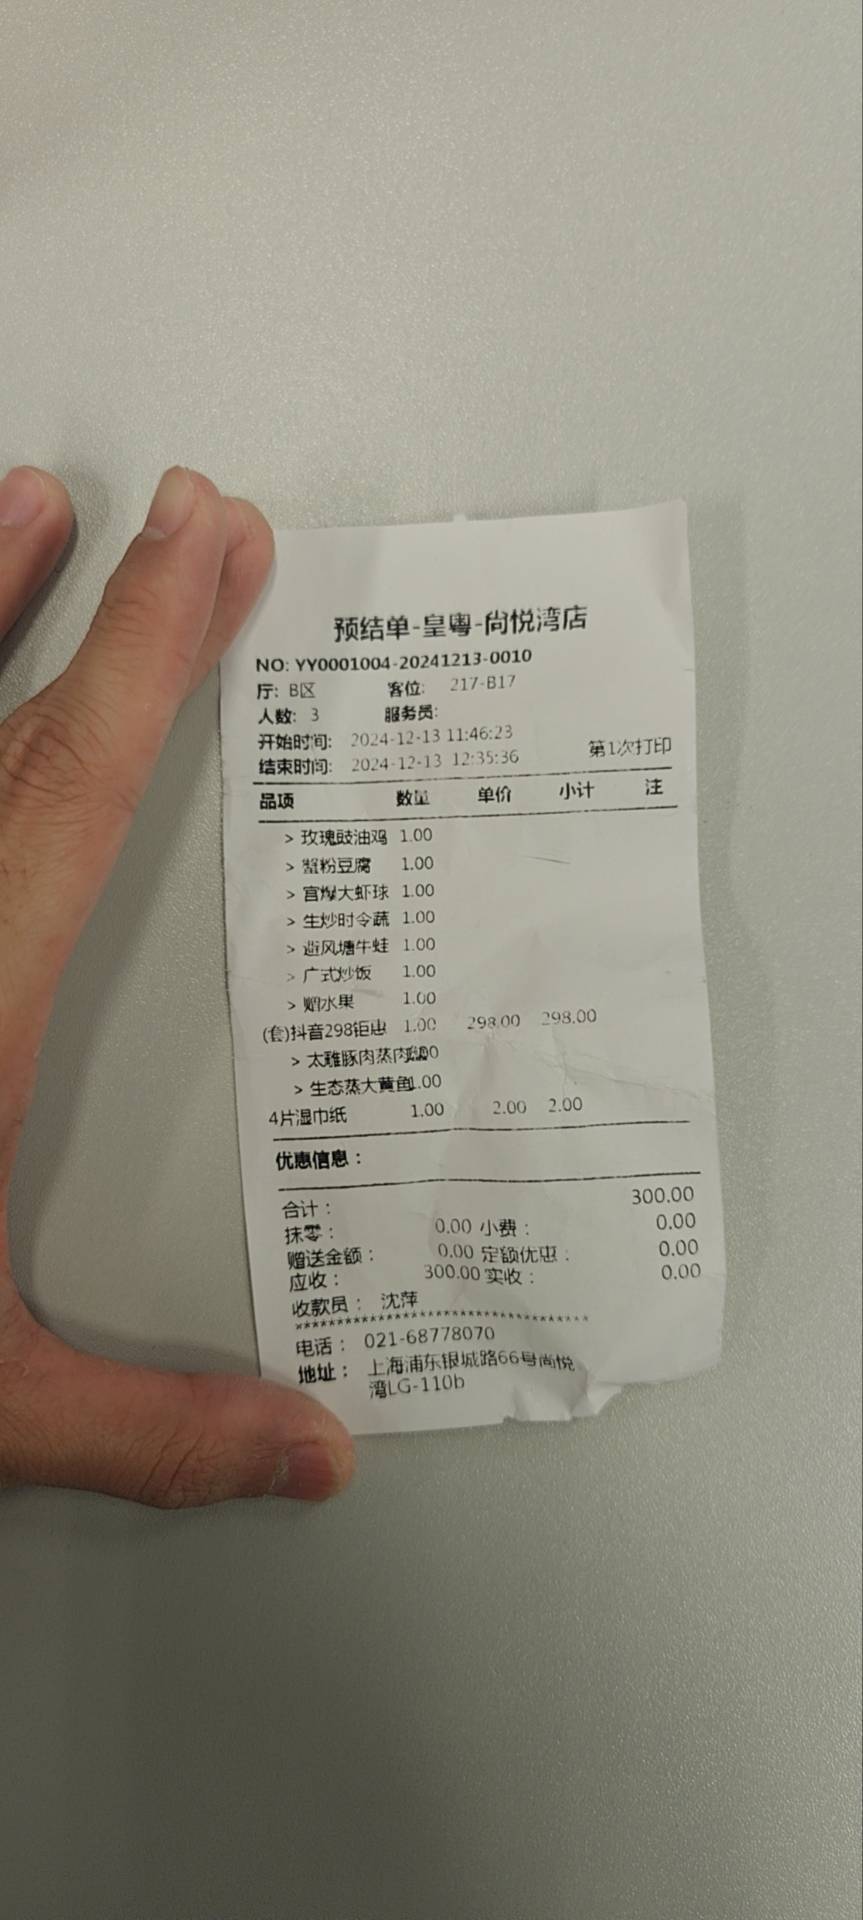 预结单-皇粤-尚悦湾店
NO: YY0001004-20241213-0010
厅: B区 客位: 217-B17
人数: 3 服务员:
开始时间: 2024-12-13 11:46:23
结束时间: 2024-12-13 12:35:36 第1次打印
品项 数量 单价 小计 注
> 玫瑰豉油鸡 1.00
> 蟹粉豆腐 1.00
> 宫爆大虾球 1.00
> 生炒时令蔬 1.00
> 避风塘牛蛙 1.00
> 广式炒饭 1.00
> 水果 1.00
(套)抖音298钜惠 1.00 298.00 298.00
> 太雞豚肉蒸肉
> 生态蒸大黄鱼1.00
4片湿巾纸 1.00 2.00 2.00
优惠信息：
合计： 300.00
抹零： 0.00 小费： 0.00
赠送金额： 0.00 定额优惠： 0.00
应收： 300.00 实收： 0.00
收款员： 沈萍
电话： 021-68778070
地址： 上海浦东银城路66号尚悦
湾LG-110b